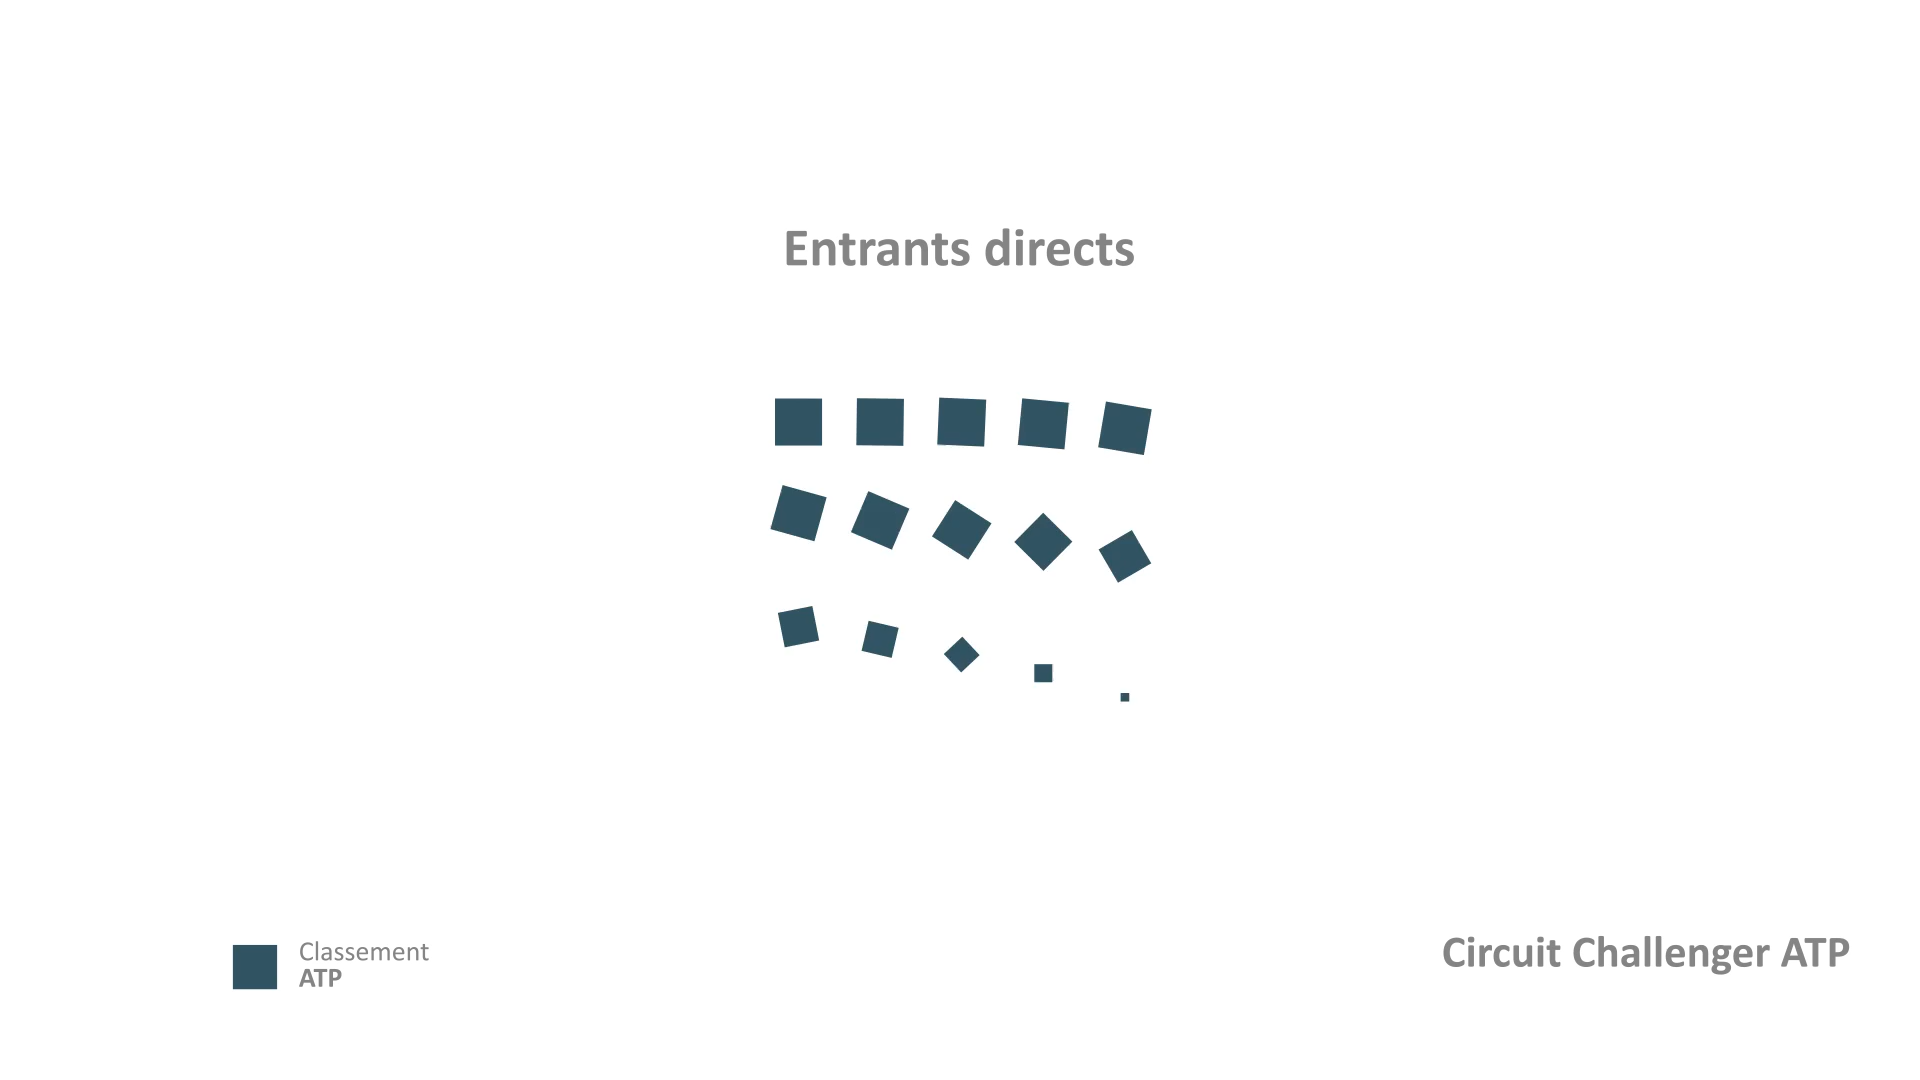 Entrants directs
Classement
ATP
Circuit Challenger ATP